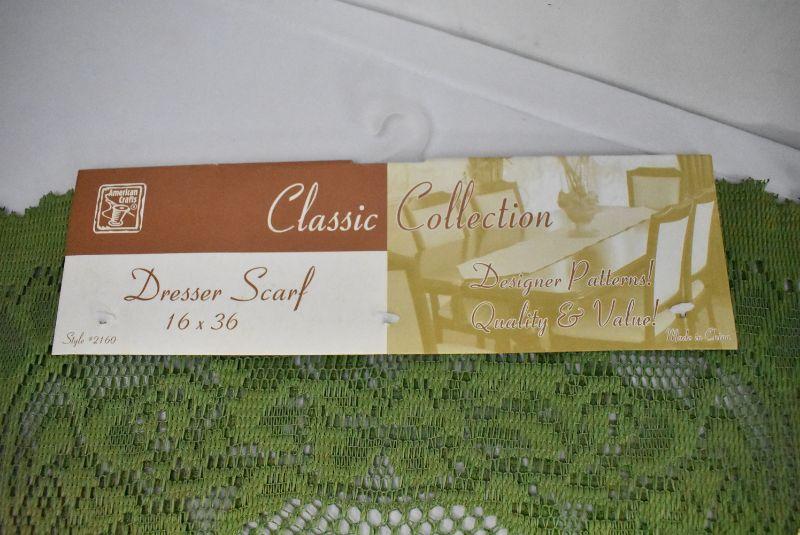 American
Crafts
®
Classic Collection
Dresser Scarf
16 x 36
Style #2160
Designer Patterns!
Quality & Value!
Made in China